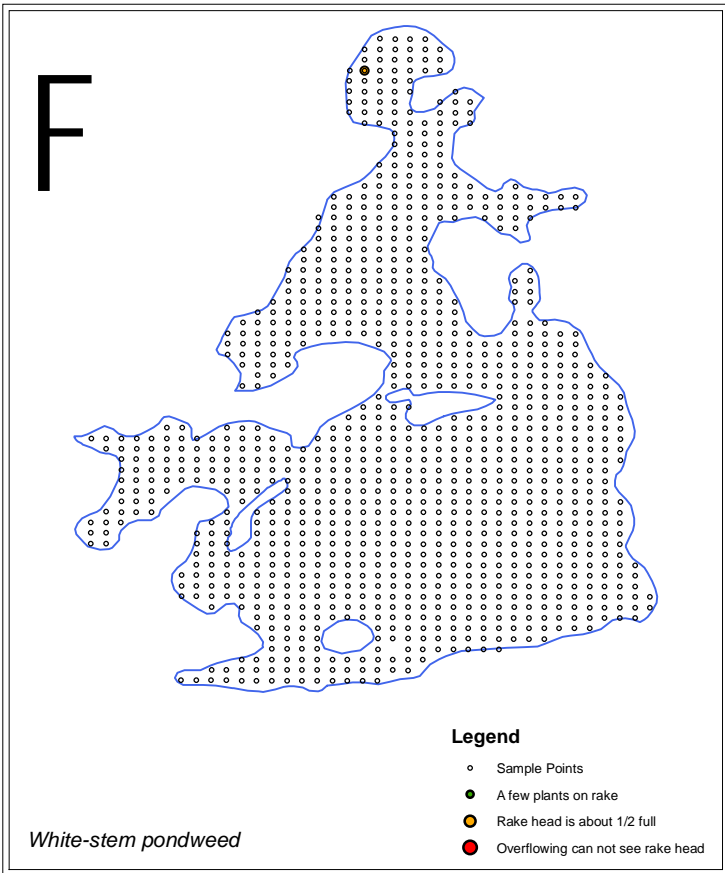 F
Legend
Sample Points
A few plants on rake
Rake head is about 1/2 full
Overflowing can not see rake head
White-stem pondweed